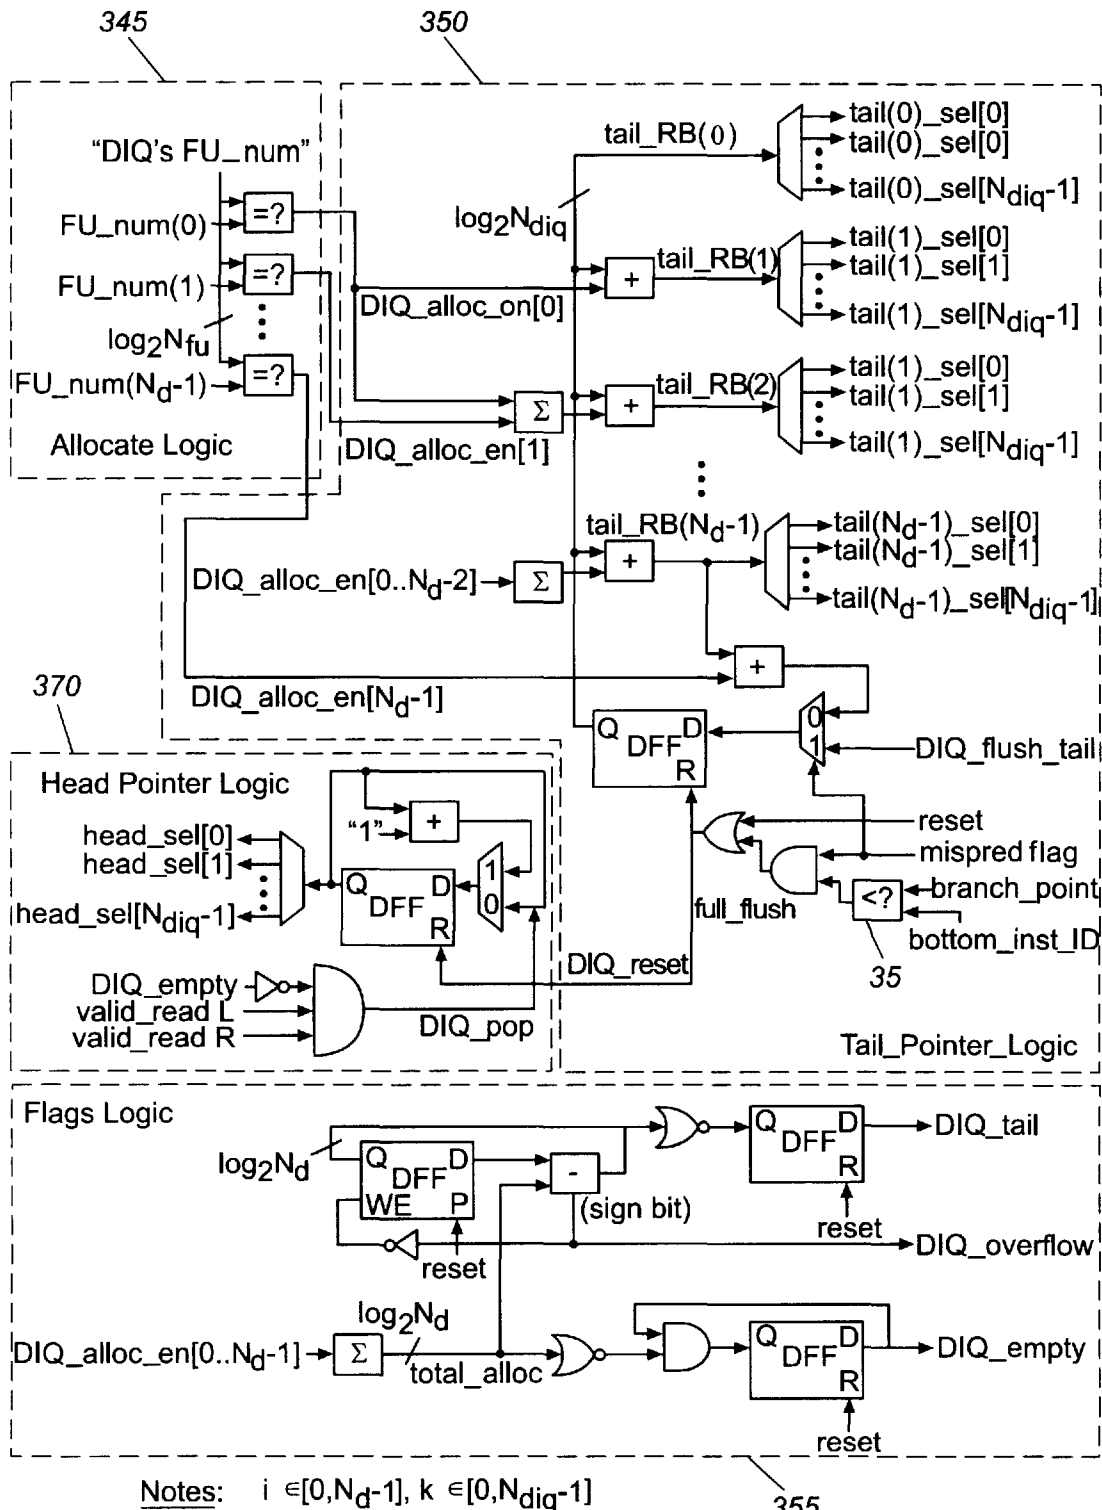 345
350
"DIQ's FU_num"
=?
FU_num(0)
=?
FU_num(1)
log2Nfu
=?
FU_num(Nd-1)
Allocate Logic
tail_RB(0)
tail(0)_sel[0]
tail(0)_sel[0]
tail(0)_sel[Ndiq-1]
log2Ndiq
tail_RB(1)
+
DIQ_alloc_on[0]
tail(1)_sel[0]
tail(1)_sel[1]
tail(1)_sel[Ndiq-1]
tail_RB(2)
Σ
+
DIQ_alloc_en[1]
tail(1)_sel[0]
tail(1)_sel[1]
tail(1)_sel[Ndiq-1]
tail_RB(Nd-1)
DIQ_alloc_en[0..Nd-2]
Σ
+
tail(Nd-1)_sel[0]
tail(Nd-1)_sel[1]
tail(Nd-1)_sel[Ndiq-1]
+
DIQ_alloc_en[Nd-1]
Q DFF D
R
0
1
DIQ_flush_tail
reset
mispred flag
branch_point
<?
bottom_inst_ID
full_flush
35
DIQ_reset
Tail_Pointer_Logic
370
Head Pointer Logic
head_sel[0]
head_sel[1]
head_sel[Ndiq-1]
"1"
+
Q DFF D
R
1
0
DIQ_empty
valid_read L
valid_read R
DIQ_pop
Flags Logic
log2Nd
Q DFF D
WE P
reset
-
(sign bit)
Q DFF D
R
reset
DIQ_tail
DIQ_overflow
DIQ_alloc_en[0..Nd-1]
Σ
log2Nd
total_alloc
Q DFF D
R
reset
DIQ_empty
355
Notes: i ∈[0,Nd-1], k ∈[0,Ndiq-1]